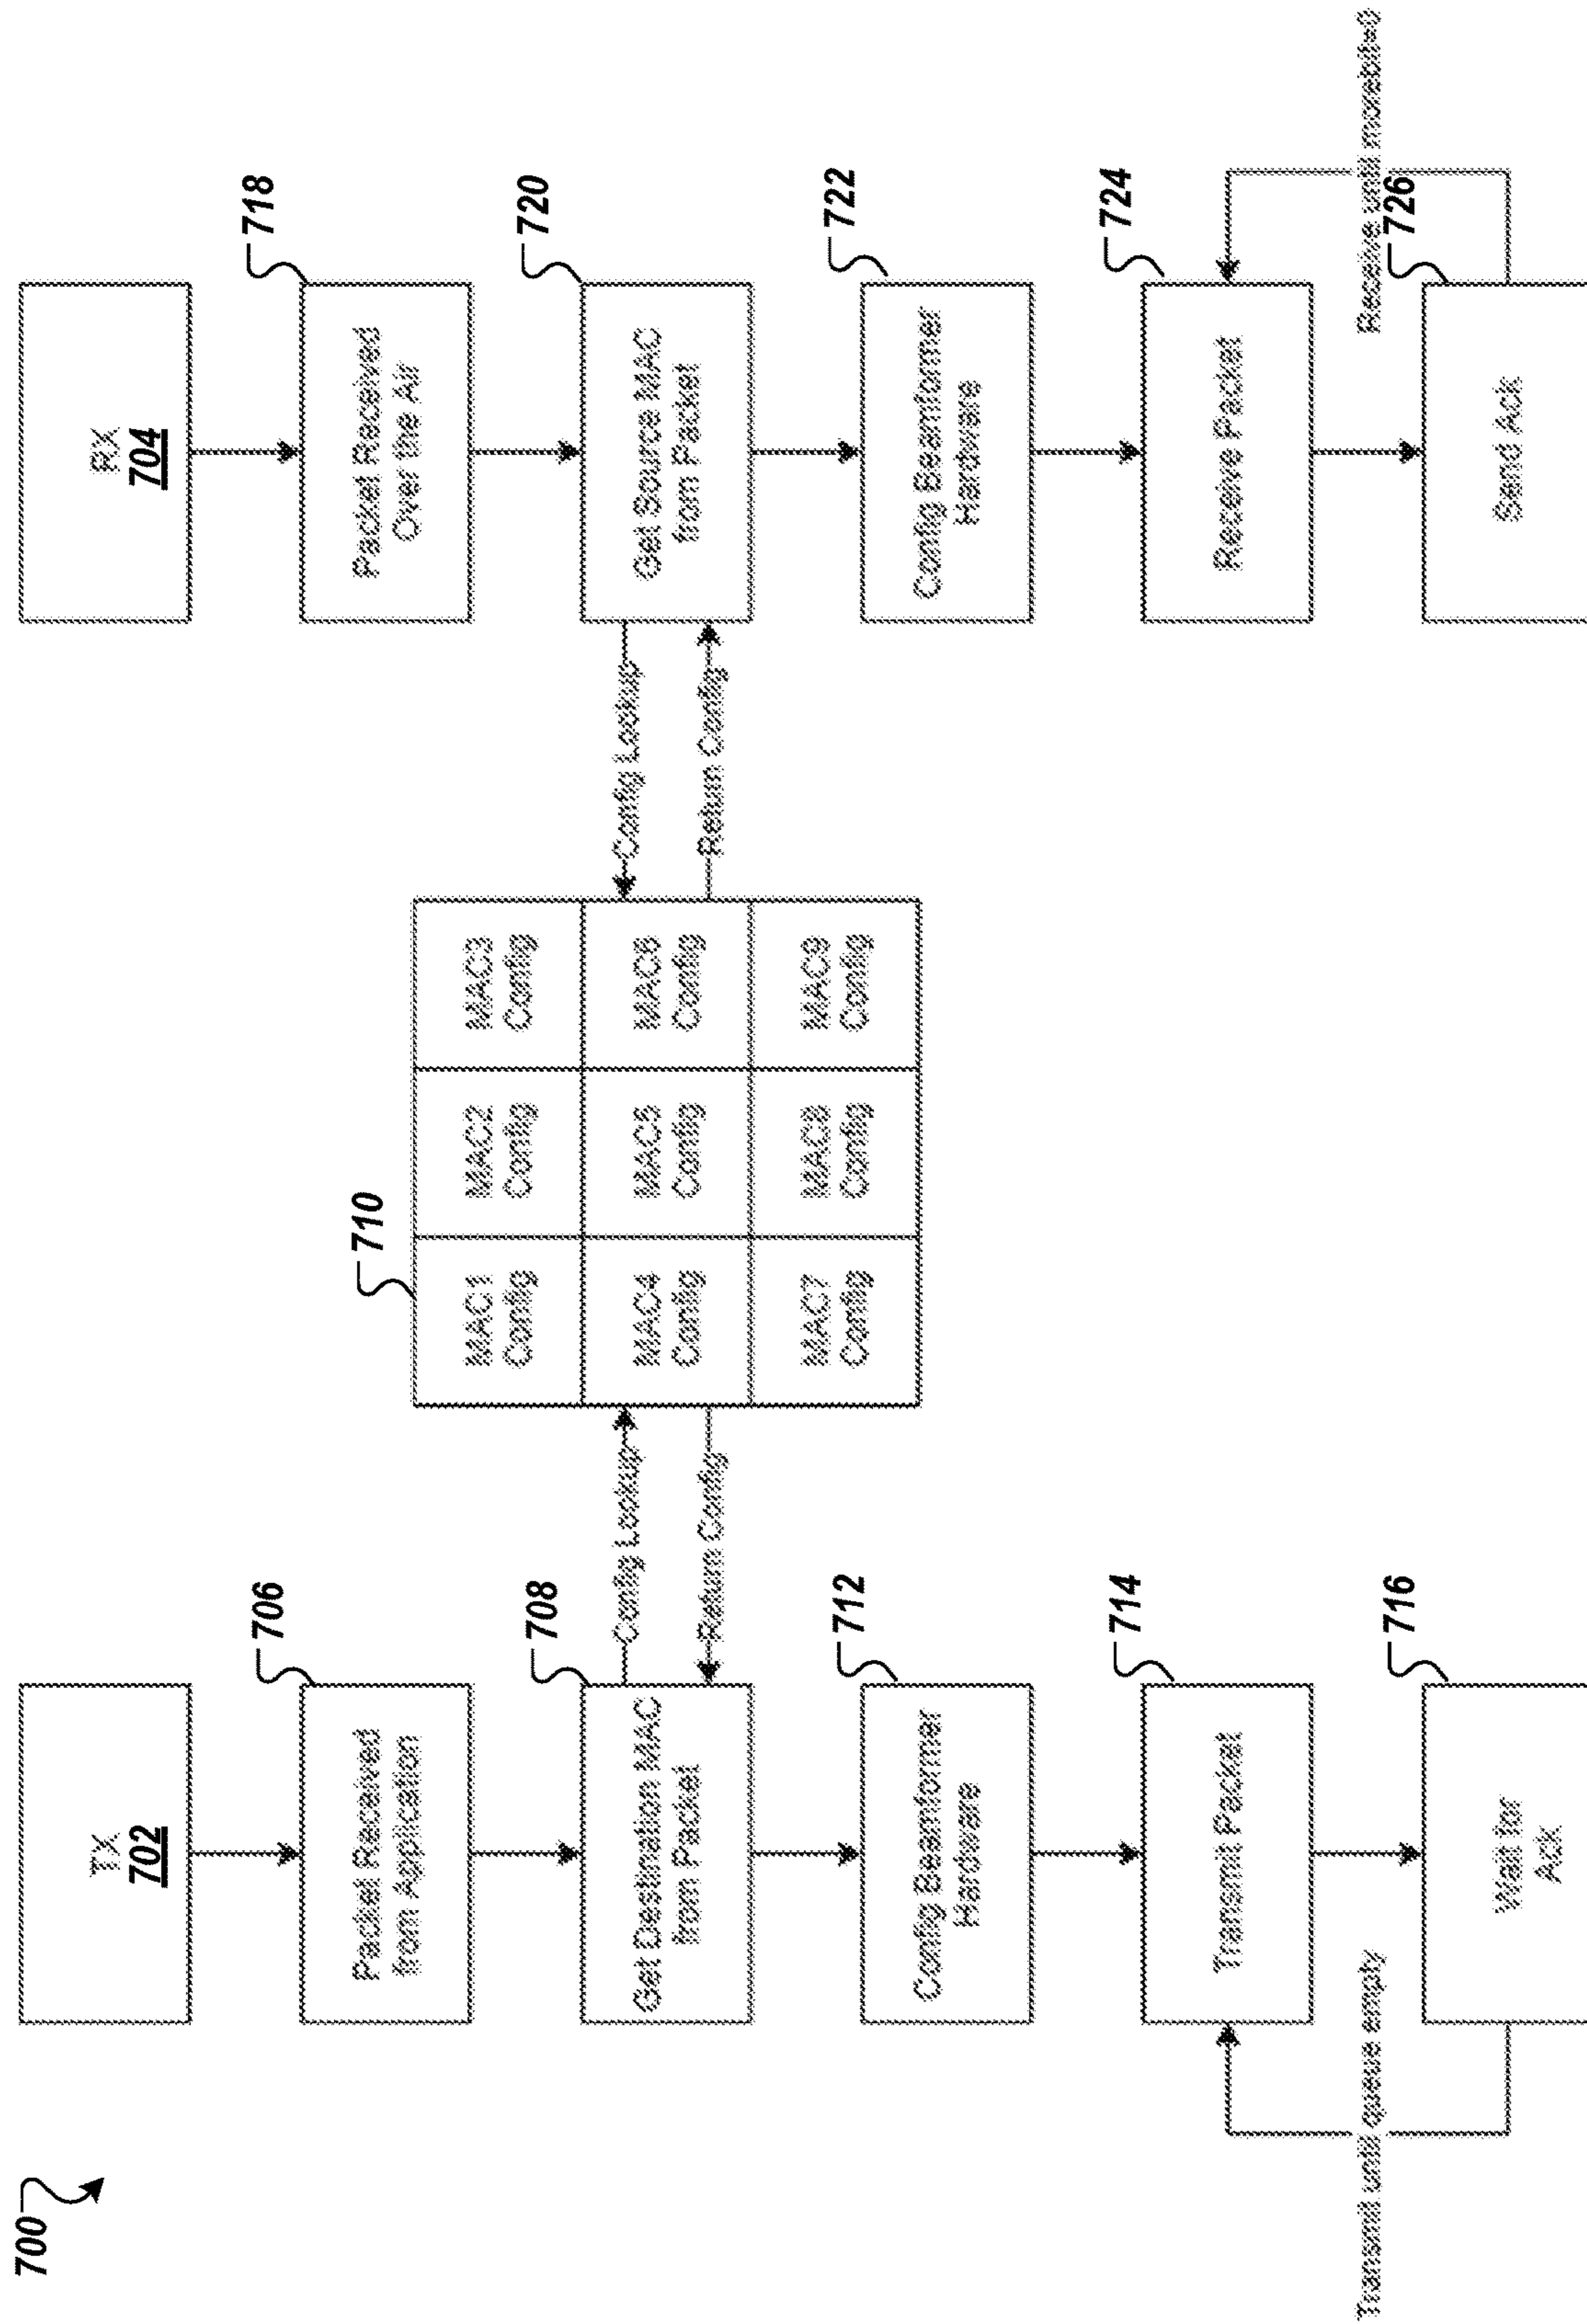 700
TX
702
706
Packet Received
from Application
708
Get Destination MAC
from Packet
Config Lookup
Return Config
712
Config Beamformer
Hardware
714
Transmit Packet
Transmit until queue empty
716
Wait for
Ack
710
MAC1
Config
MAC2
Config
MAC3
Config
MAC4
Config
MAC5
Config
MAC6
Config
MAC7
Config
MAC8
Config
MAC9
Config
RX
704
718
Packet Received
Over the Air
720
Get Source MAC
from Packet
Config Lookup
Return Config
722
Config Beamformer
Hardware
724
Receive Packet
Receive until morebit=0
726
Send Ack